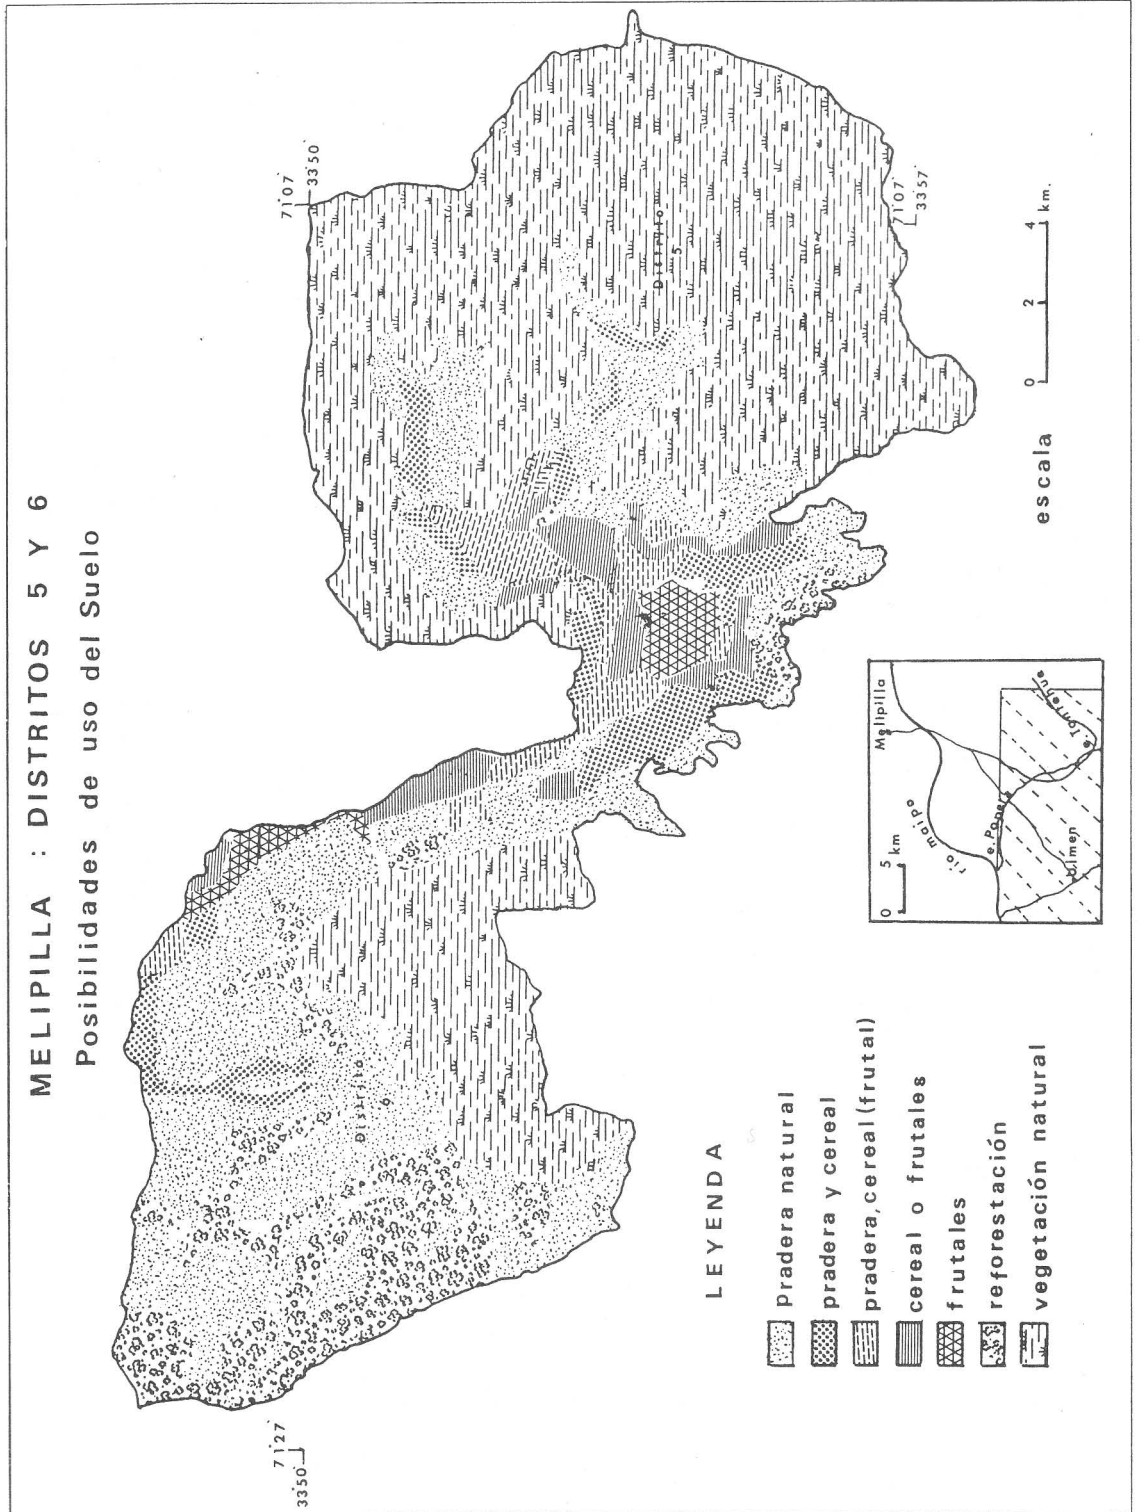 MELIPILLA : DISTRITOS 5 Y 6
Posibilidades de uso del Suelo
71°27'
33°50'
71°07'
33°50'
Distrito
6
Distrito
5
71°07'
33°57'
LEYENDA
Pradera natural
pradera y cereal
pradera, cereal (frutal)
cereal o frutales
frutales
reforestación
vegetación natural
0 5 km
Melipilla
río maipo
e. Popeta
e.
escala
0 2 4 km.